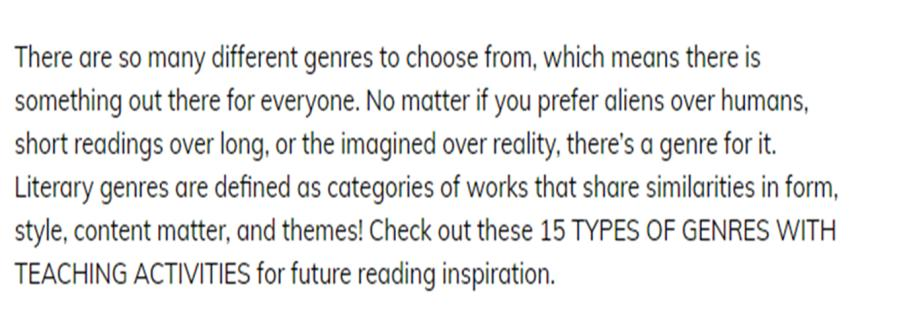 There are so many different genres to choose from, which means there is
something out there for everyone. No matter if you prefer aliens over humans,
short readings over long, or the imagined over reality, there's a genre for it.
Literary genres are defined as categories of works that share similarities in form,
style, content matter, and themes! Check out these 15 TYPES OF GENRES WITH
TEACHING ACTIVITIES for future reading inspiration.